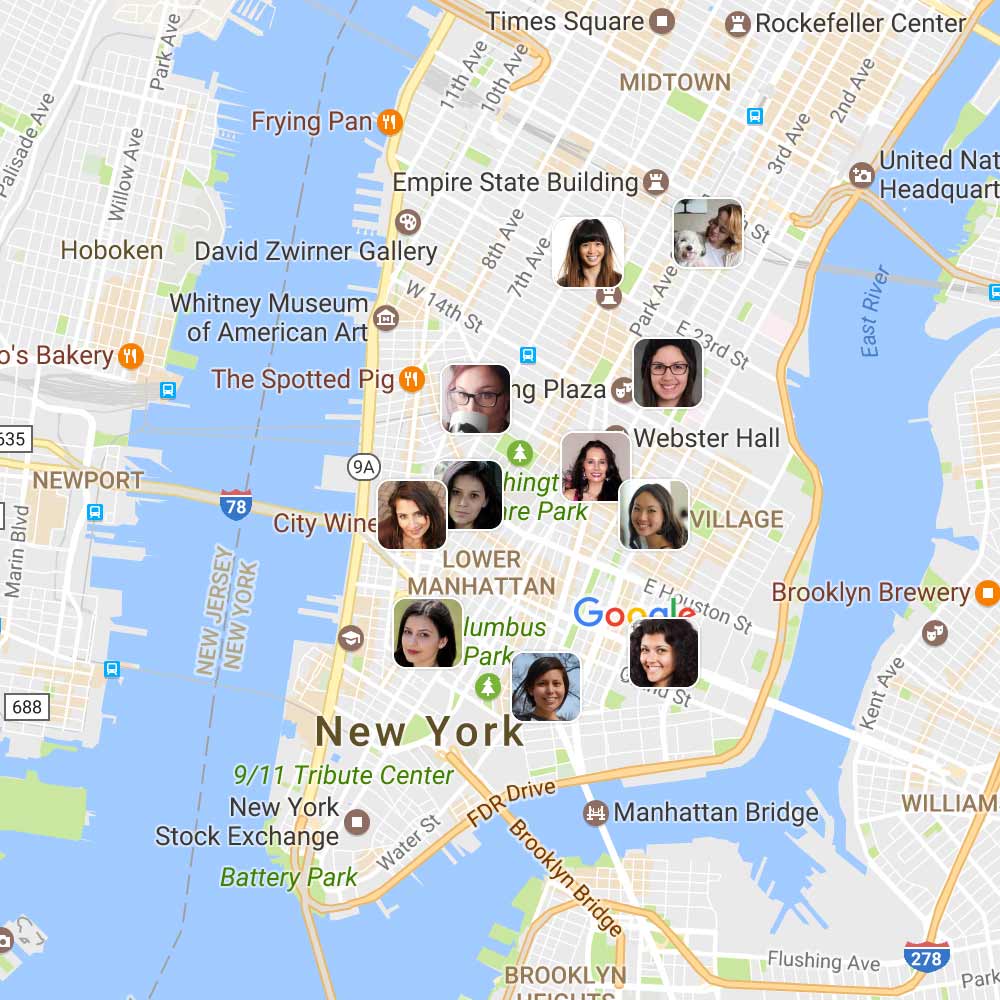 Times Square
Rockefeller Center
MIDTOWN
Park Ave
11th Ave
10th Ave
2nd Ave
3rd Ave
Palisade Ave
Willow Ave
Frying Pan
United Nat
Headquart
Empire State Building
Hoboken
David Zwirner Gallery
8th Ave
7th Ave
St
Park Ave
W 14th St
E 23rd St
East River
Whitney Museum
of American Art
o's Bakery
The Spotted Pig
ng Plaza
Webster Hall
635
9A
NEWPORT
78
hingt
are Park
City Wine
VILLAGE
Marin Blvd
LOWER
MANHATTAN
NEW JERSEY
NEW YORK
E Houston St
Google
Brooklyn Brewery
lumbus
Park
Grand St
Kent Ave
688
New York
9/11 Tribute Center
New York
Stock Exchange
FDR Drive
Water St
Manhattan Bridge
WILLIAM
Battery Park
Brooklyn Bridge
278
Flushing Ave
Park
BROOKLYN
HEIGHTS